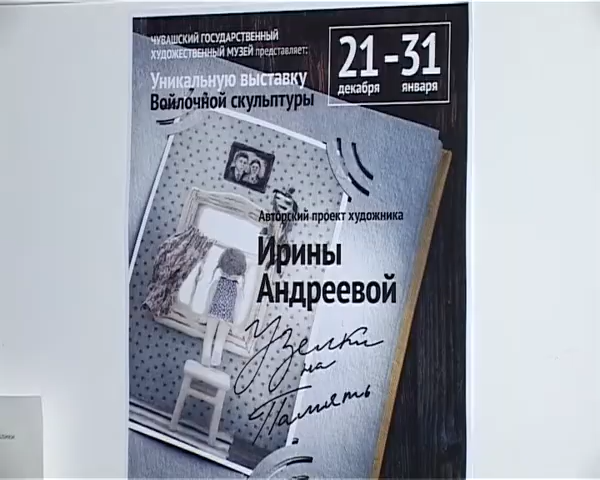 ЧУВАШСКИЙ ГОСУДАРСТВЕННЫЙ
ХУДОЖЕСТВЕННЫЙ МУЗЕЙ представляет:
Уникальную выставку
Войлочной скульптуры
21-31
декабря января
Авторский проект художника
Ирины
Андреевой
Узелки
на
Память